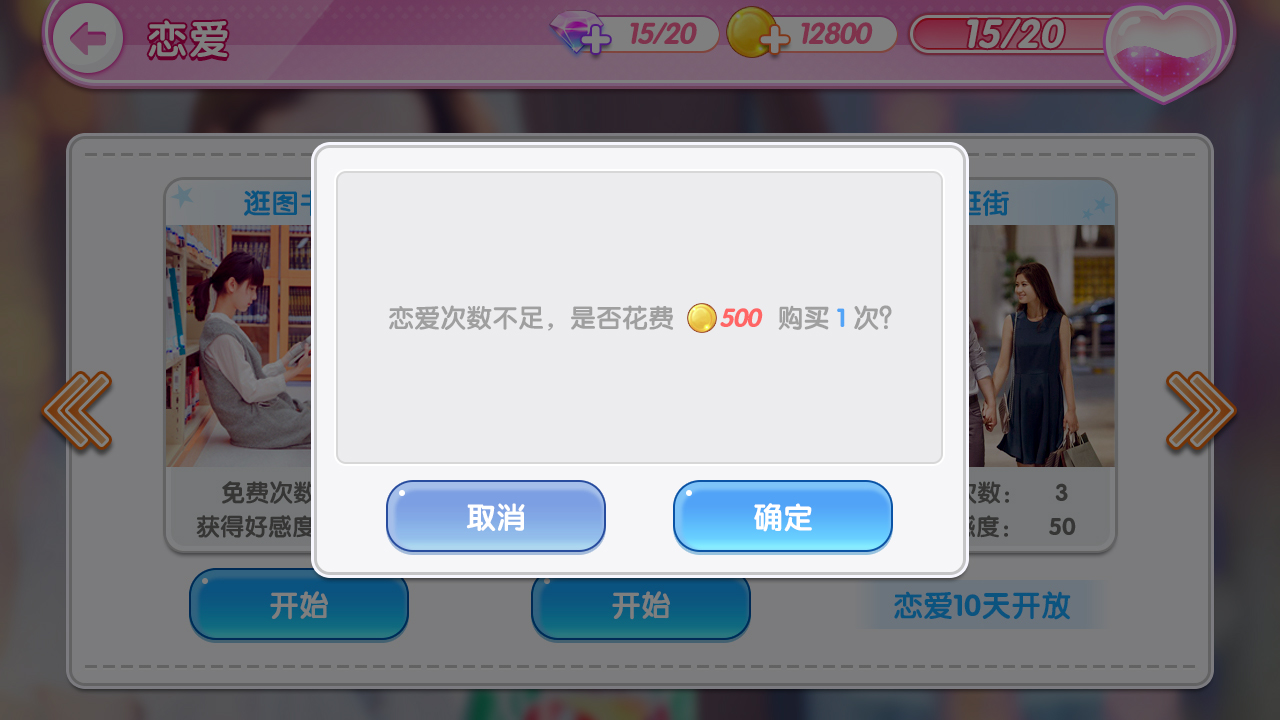 恋爱
15/20
12800
15/20
逛图
逛街
恋爱次数不足，是否花费 500 购买 1 次？
免费次数
次数： 3
获得好感度
感度： 50
取消
确定
开始
开始
恋爱10天开放